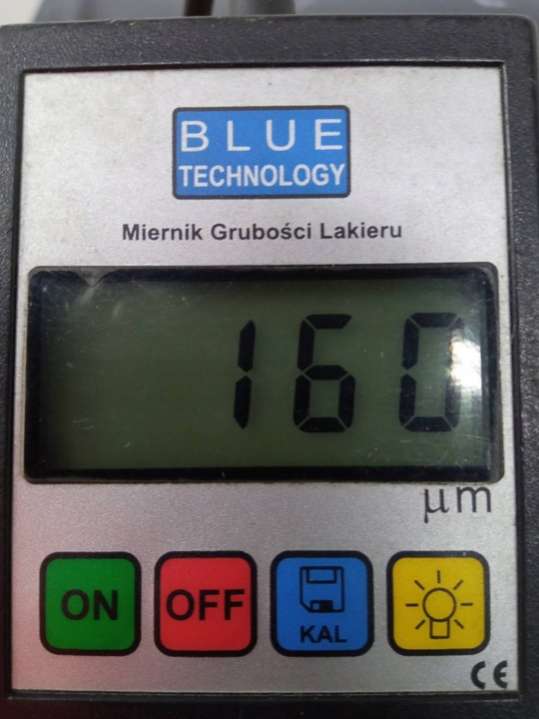 BLUE
TECHNOLOGY
Miernik Grubości Lakieru
160
µm
ON
OFF
KAL
CE